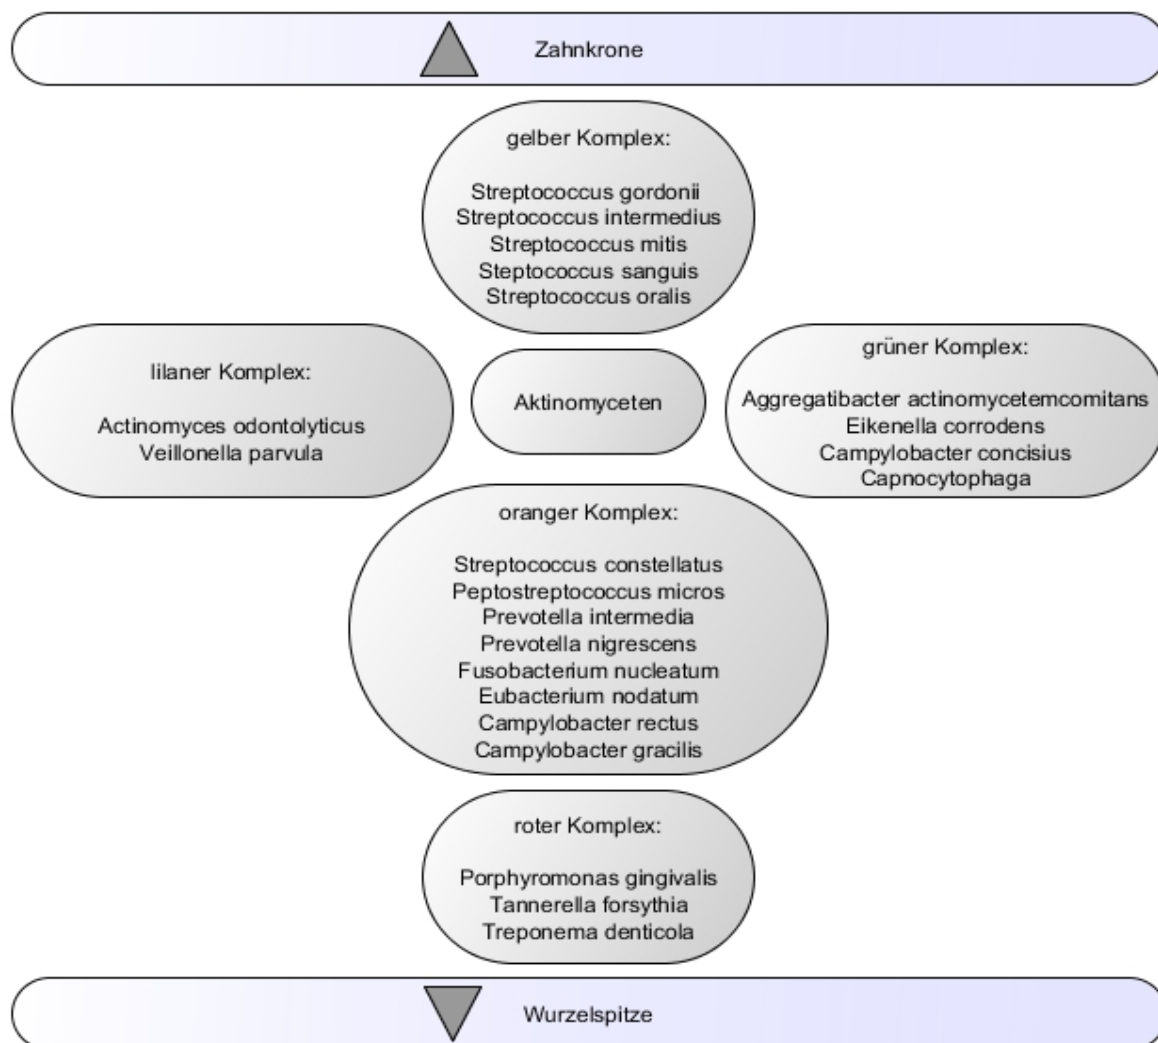 Zahnkrone
gelber Komplex:
Streptococcus gordonii
Streptococcus intermedius
Streptococcus mitis
Steptococcus sanguis
Streptococcus oralis
lilaner Komplex:
Actinomyces odontolyticus
Veillonella parvula
Aktinomyceten
grüner Komplex:
Aggregatibacter actinomycetemcomitans
Eikenella corrodens
Campylobacter concisius
Capnocytophaga
oranger Komplex:
Streptococcus constellatus
Peptostreptococcus micros
Prevotella intermedia
Prevotella nigrescens
Fusobacterium nucleatum
Eubacterium nodatum
Campylobacter rectus
Campylobacter gracilis
roter Komplex:
Porphyromonas gingivalis
Tannerella forsythia
Treponema denticola
Wurzelspitze